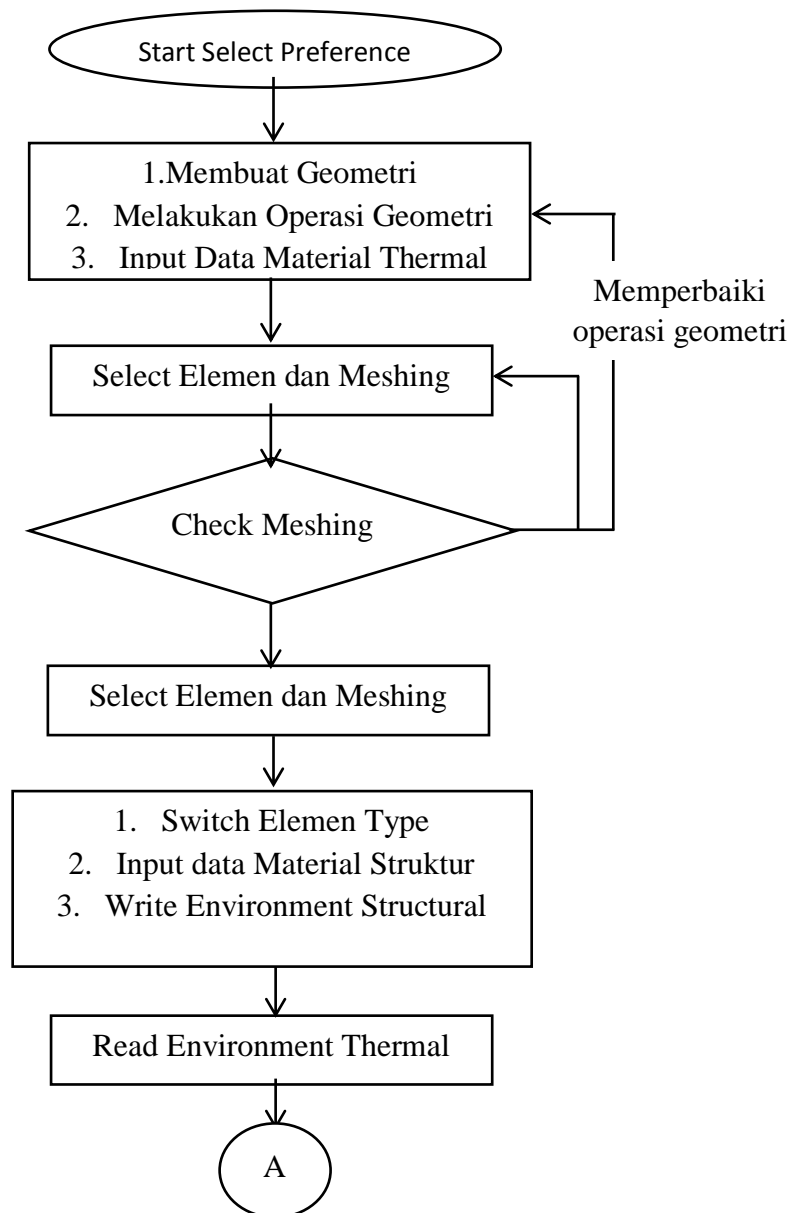 Start Select Preference
1.Membuat Geometri
2. Melakukan Operasi Geometri
3. Input Data Material Thermal
Memperbaiki
operasi geometri
Select Elemen dan Meshing
Check Meshing
Select Elemen dan Meshing
1. Switch Elemen Type
2. Input data Material Struktur
3. Write Environment Structural
Read Environment Thermal
A